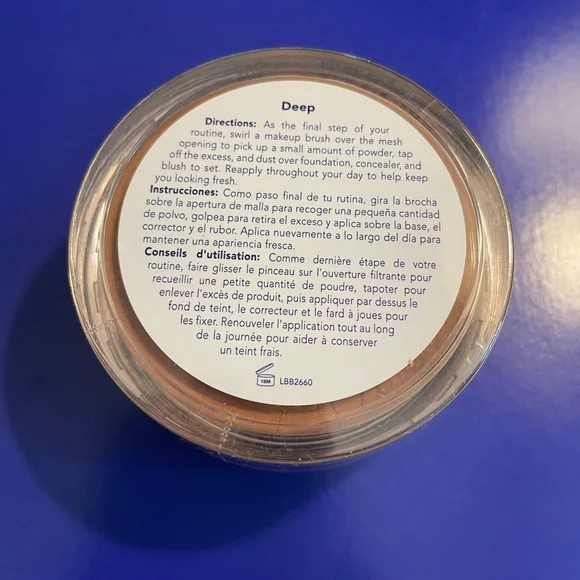 Deep
Directions: As the final step of your
routine, swirl a makeup brush over the mesh
opening to pick up a small amount of powder, tap
off the excess, and dust over foundation, concealer, and
blush to set. Reapply throughout your day to help keep
you looking fresh.
Instrucciones: Como paso final de tu rutina, gira la brocha
sobre la apertura de malla para recoger una pequeña cantidad
de polvo, golpea para retira el exceso y aplica sobre la base, el
corrector y el rubor. Aplica nuevamente a lo largo del día para
mantener una apariencia fresca.
Conseils d'utilisation: Comme dernière étape de votre
routine, faire glisser le pinceau sur l'ouverture filtrante pour
recueillir une petite quantité de poudre, tapoter pour
enlever l'excès de produit, puis appliquer par dessus le
fond de teint, le correcteur et le fard à joues pour
les fixer. Renouveler l'application tout au long
de la journée pour aider à conserver
un teint frais.
18M LBB2660